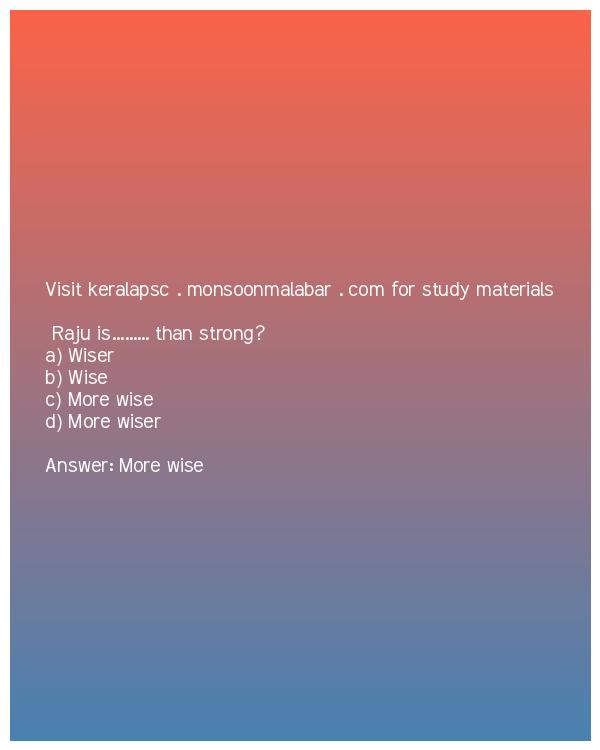 Visit keralapsc . monsoonmalabar . com for study materials
Raju is......... than strong?
a) Wiser
b) Wise
c) More wise
d) More wiser
Answer: More wise